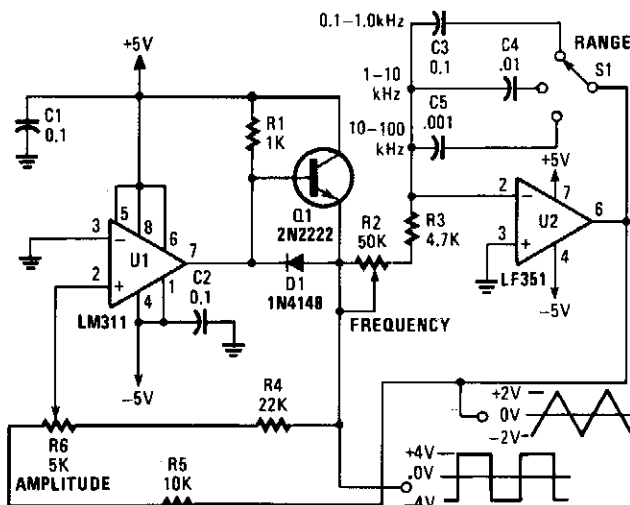 0.1–1.0kHz
C3
0.1
RANGE
+5V
C4
.01
S1
1–10
kHz
C1
0.1
R1
1K
C5
.001
10–100
kHz
+5V
5
8
6
3
–
U1
7
2
+
4
1
LM311
C2
0.1
–5V
Q1
2N2222
D1
1N4148
R2
50K
FREQUENCY
R3
4.7K
2
–
7
U2
6
3
+
4
LF351
–5V
R4
22K
R6
5K
AMPLITUDE
R5
10K
+2V
0V
–2V
+4V
.0V
–4V